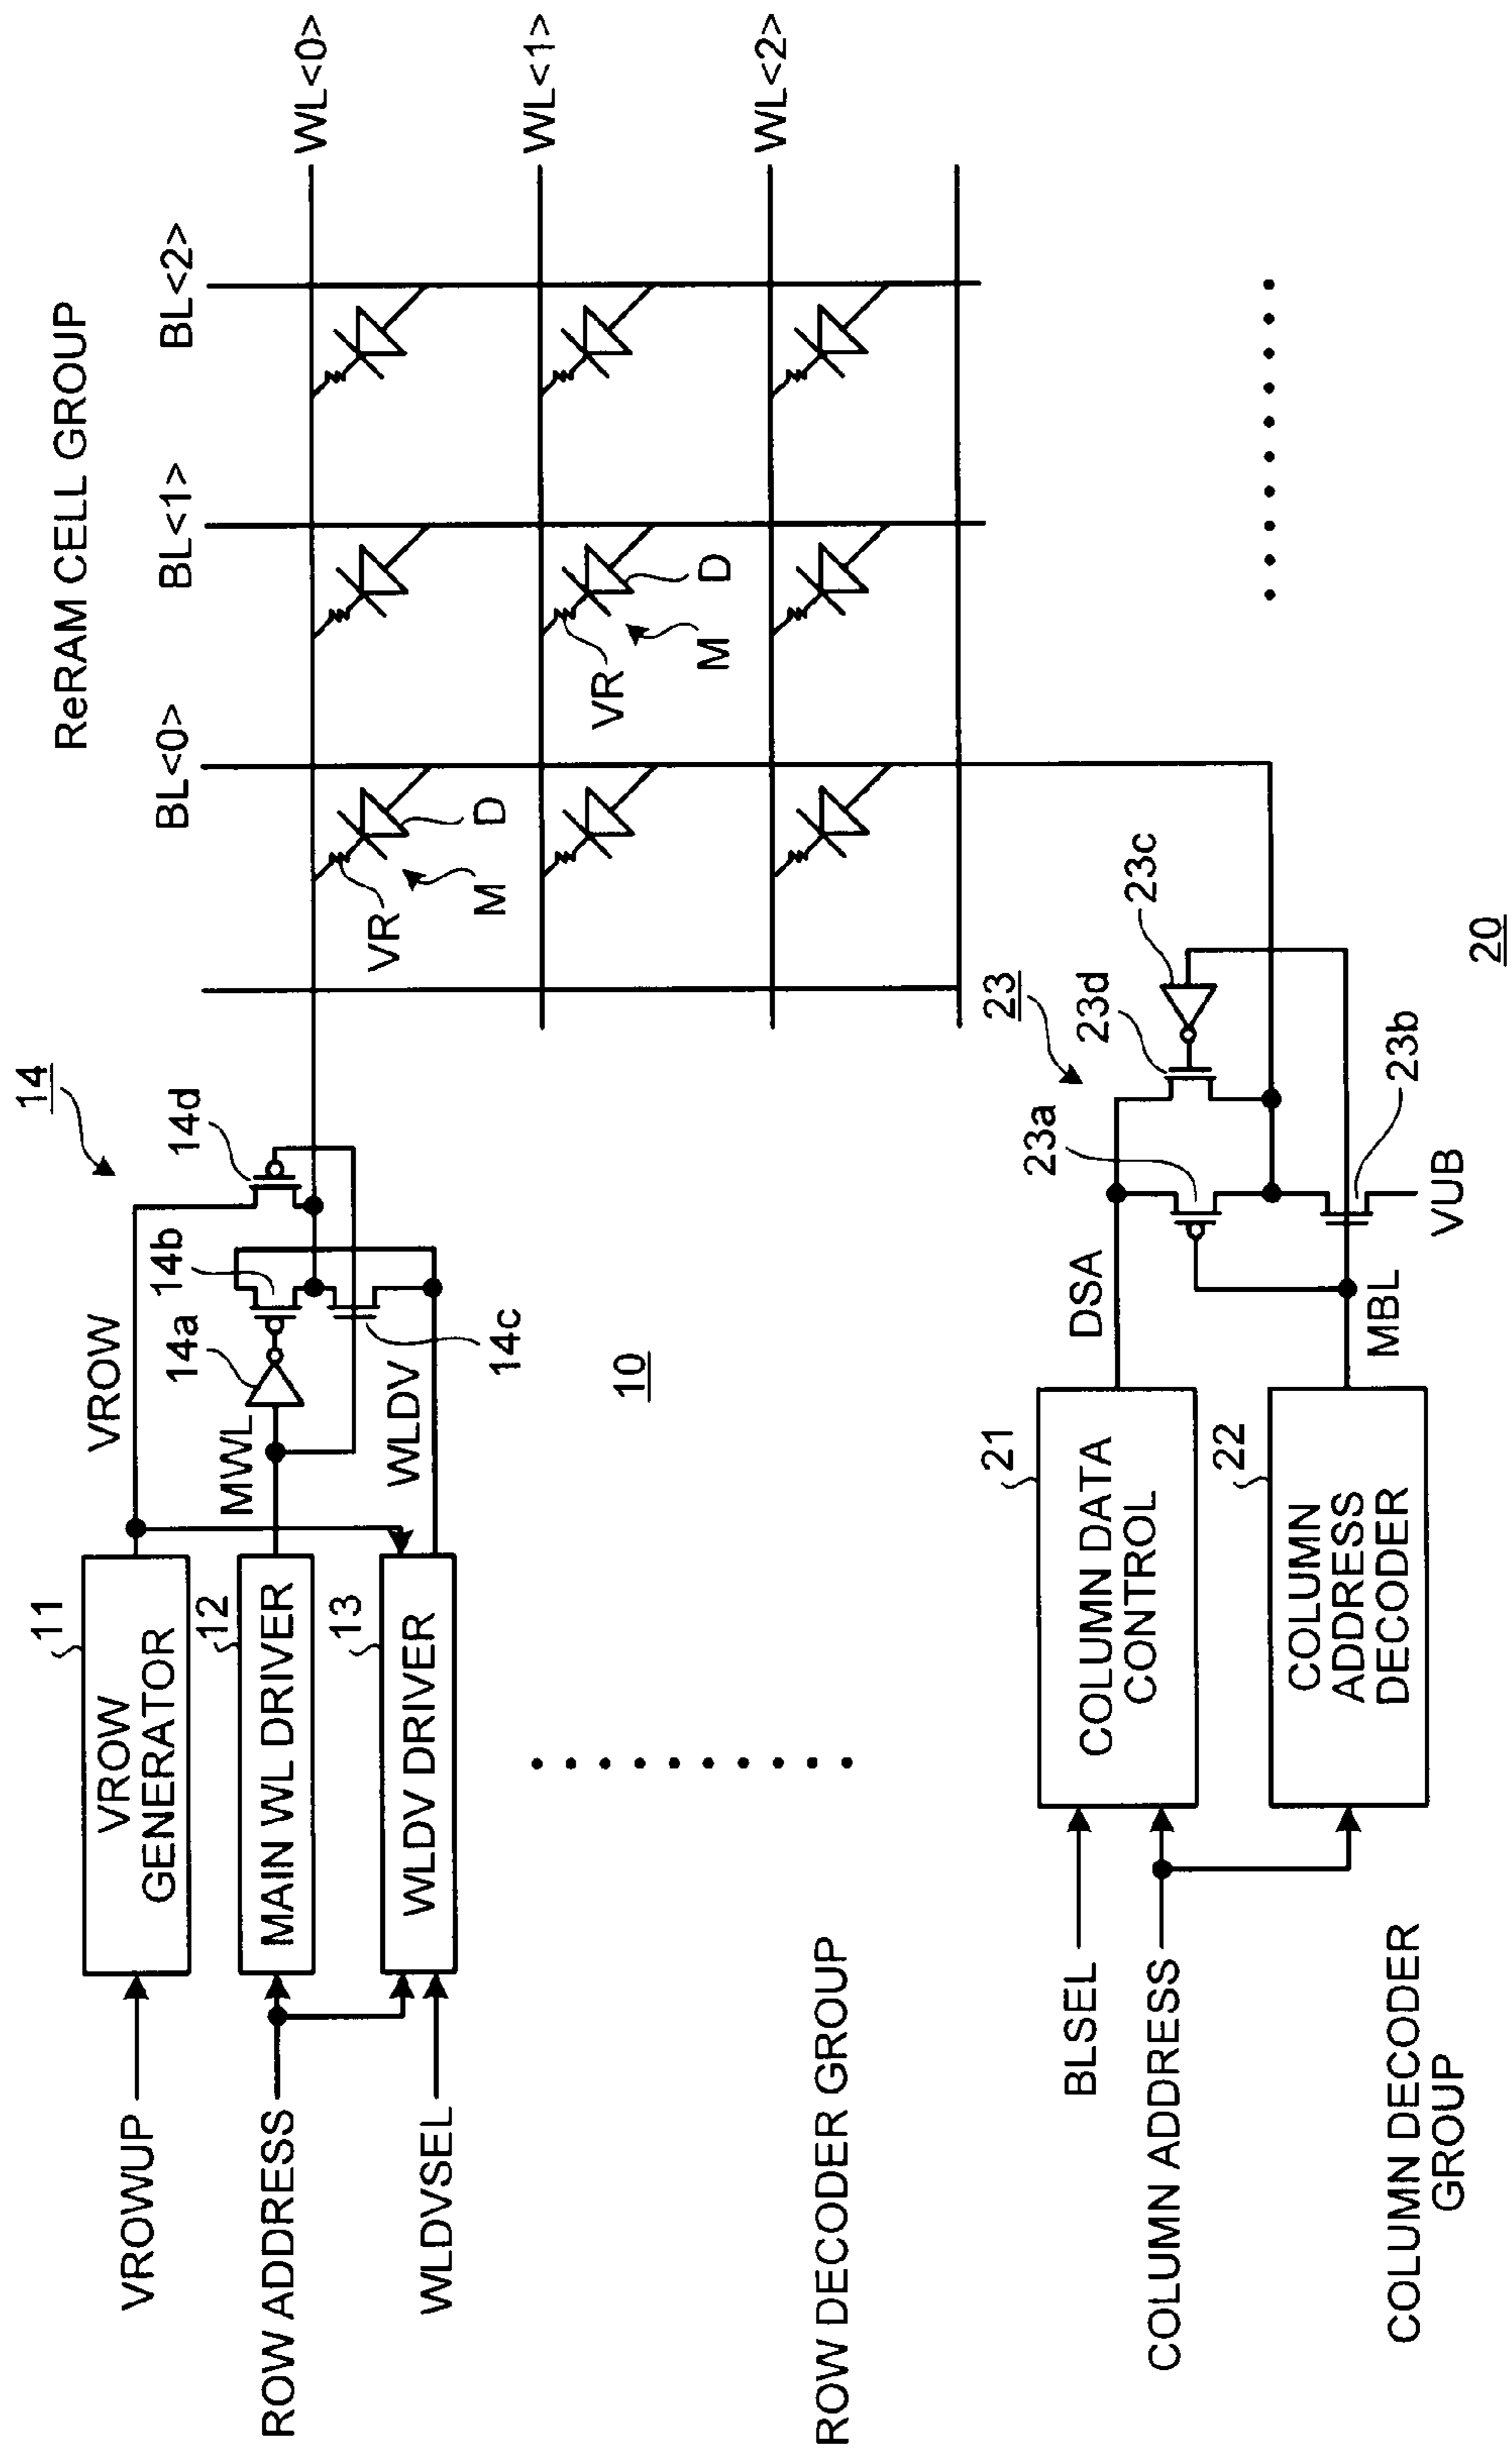 ReRAM CELL GROUP
BL<0>
BL<1>
BL<2>
WL<0>
WL<1>
WL<2>
VR
D
M
VR
D
M
VROWUP
11
VROW
GENERATOR
VROW
14
ROW ADDRESS
12
MAIN WL DRIVER
MWL
14a
14b
14d
WLDVSEL
13
WLDV DRIVER
WLDV
14c
10
ROW DECODER GROUP
BLSEL
COLUMN ADDRESS
21
COLUMN DATA
CONTROL
DSA
23
23a
23d
23c
22
COLUMN
ADDRESS
DECODER
MBL
23b
VUB
20
COLUMN DECODER
GROUP